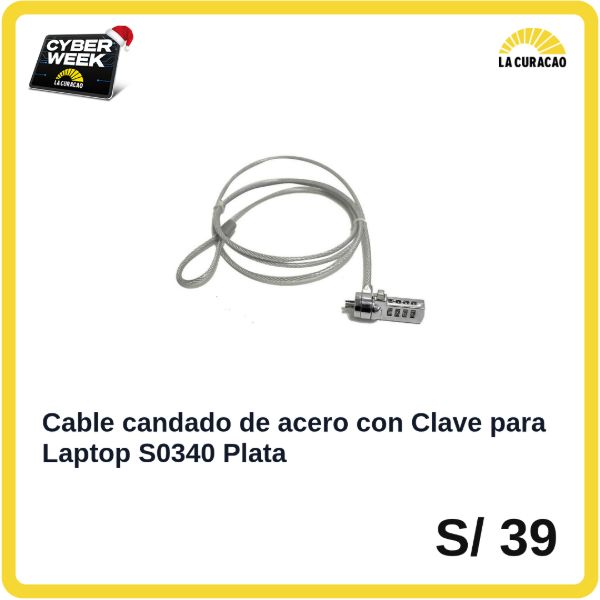 CYBER
WEEK
LA CURACAO
LA CURACAO
Cable candado de acero con Clave para
Laptop S0340 Plata
S/ 39